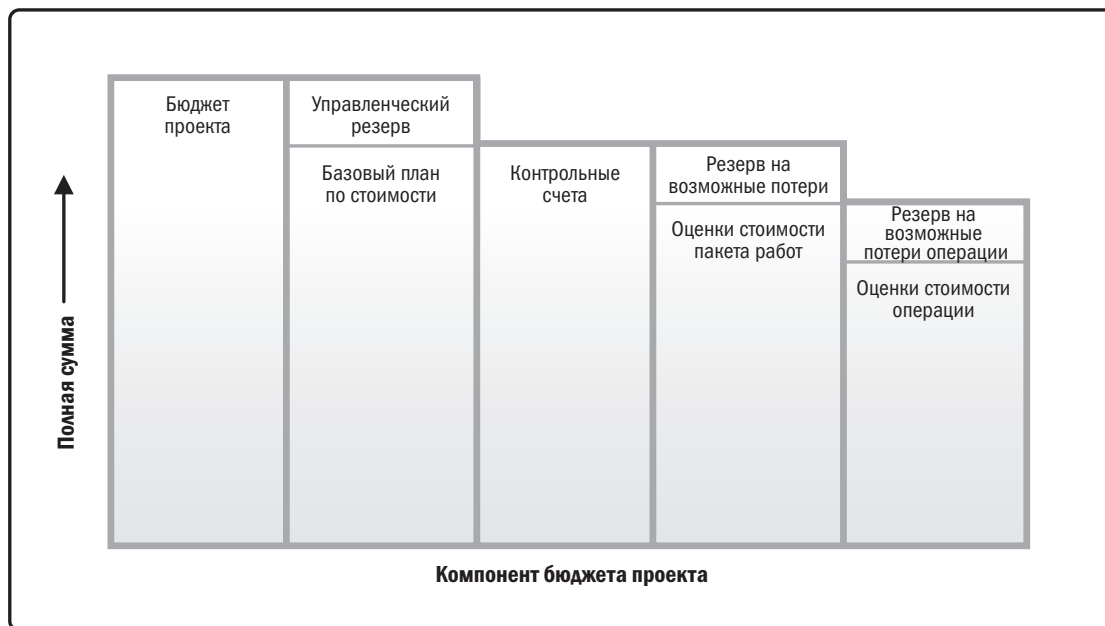 Бюджет
проекта
Управленческий
резерв
Базовый план
по стоимости
Контрольные
счета
Резерв на
возможные потери
Оценки стоимости
пакета работ
Резерв на
возможные
потери операции
Оценки стоимости
операции
Полная сумма
Компонент бюджета проекта